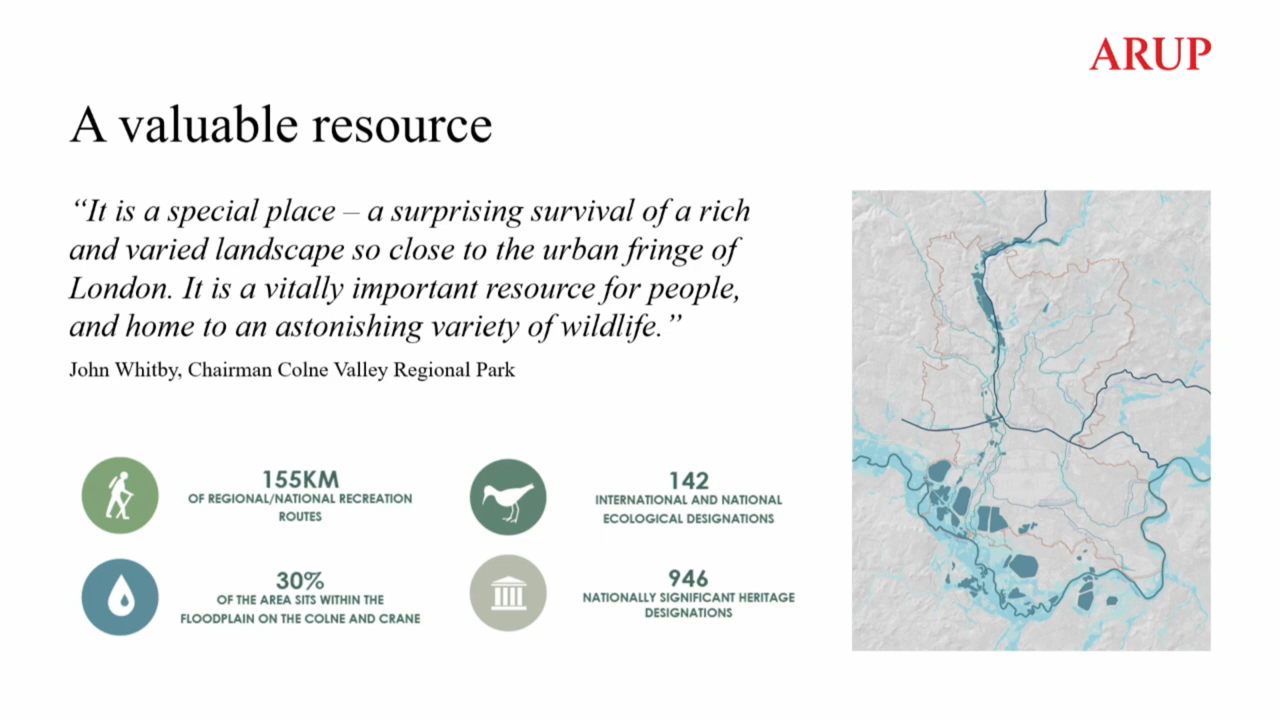 ARUP
A valuable resource
“It is a special place – a surprising survival of a rich
and varied landscape so close to the urban fringe of
London. It is a vitally important resource for people,
and home to an astonishing variety of wildlife.”
John Whitby, Chairman Colne Valley Regional Park
155KM
OF REGIONAL/NATIONAL RECREATION
ROUTES
142
INTERNATIONAL AND NATIONAL
ECOLOGICAL DESIGNATIONS
30%
OF THE AREA SITS WITHIN THE
FLOODPLAIN ON THE COLNE AND CRANE
946
NATIONALLY SIGNIFICANT HERITAGE
DESIGNATIONS